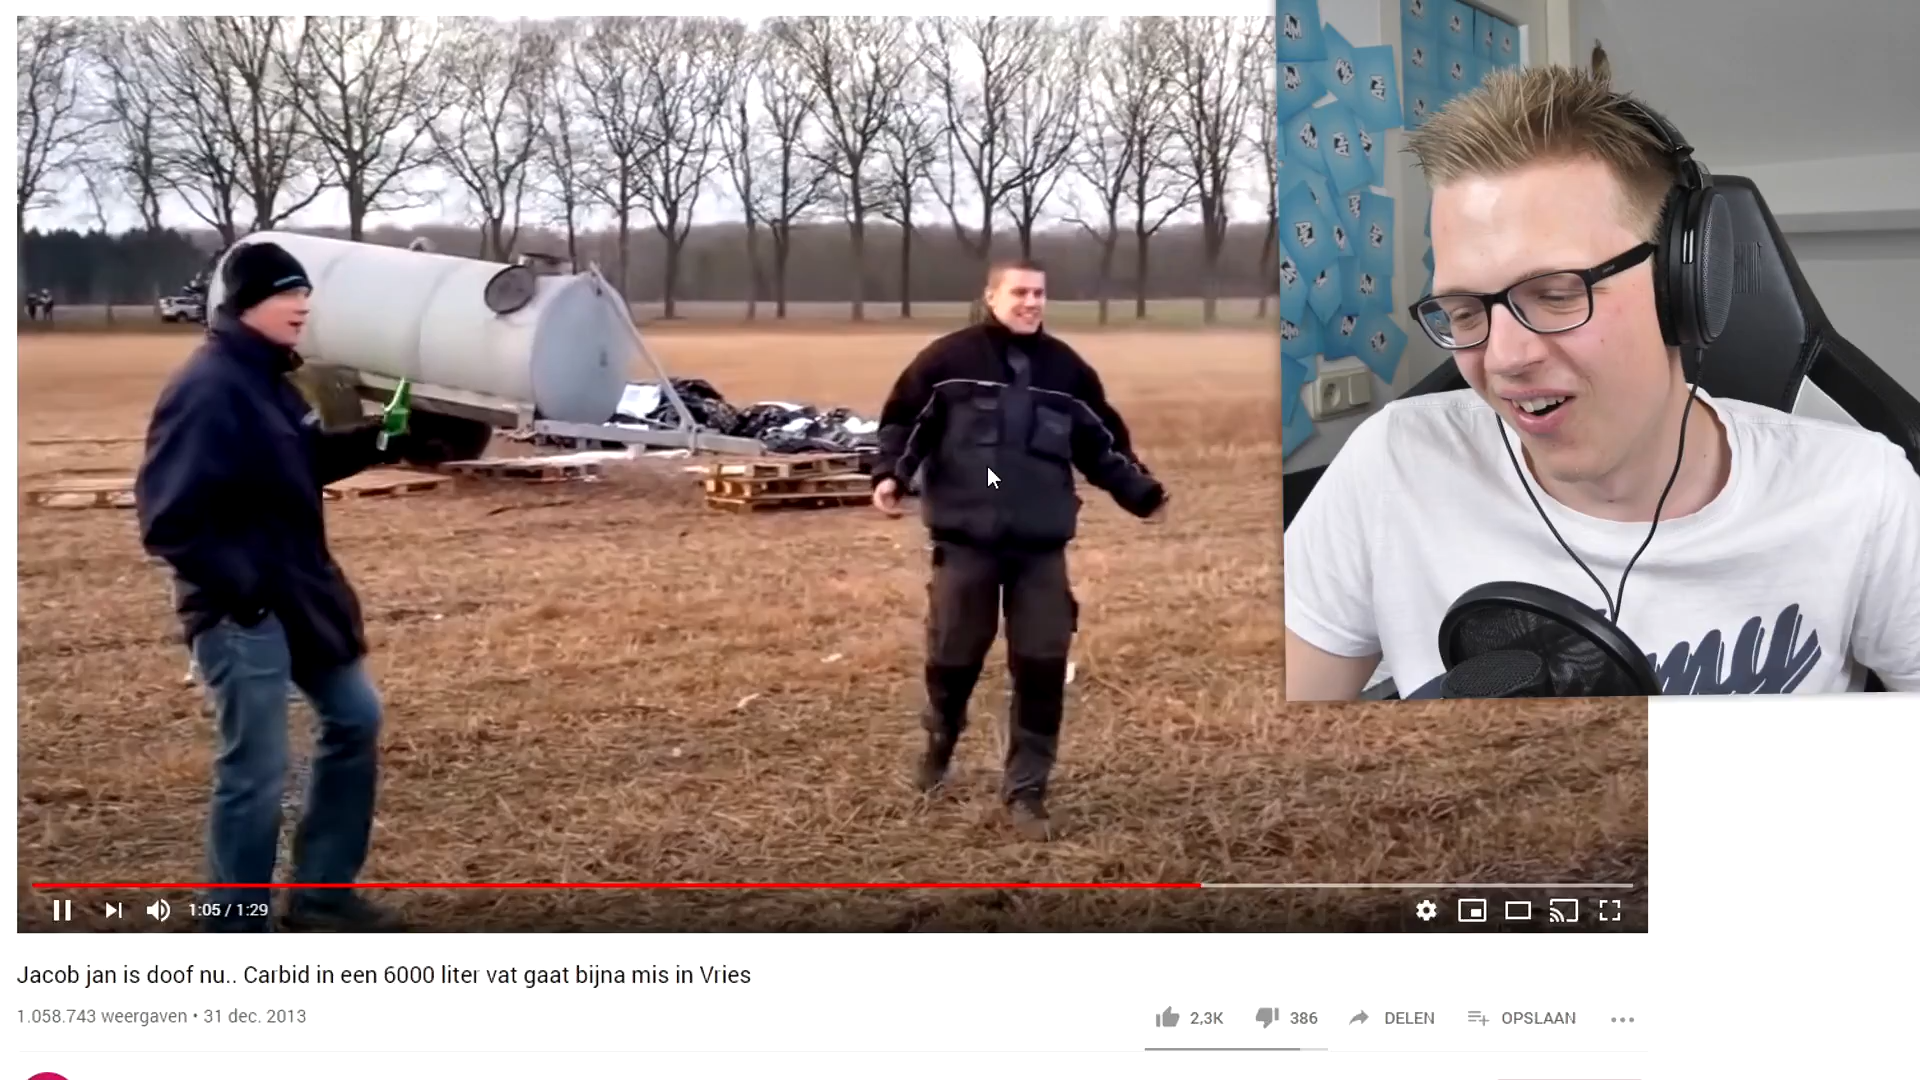 1:05 / 1:29
Jacob jan is doof nu.. Carbid in een 6000 liter vat gaat bijna mis in Vries
1.058.743 weergaven • 31 dec. 2013
2,3K 386 DELEN OPSLAAN